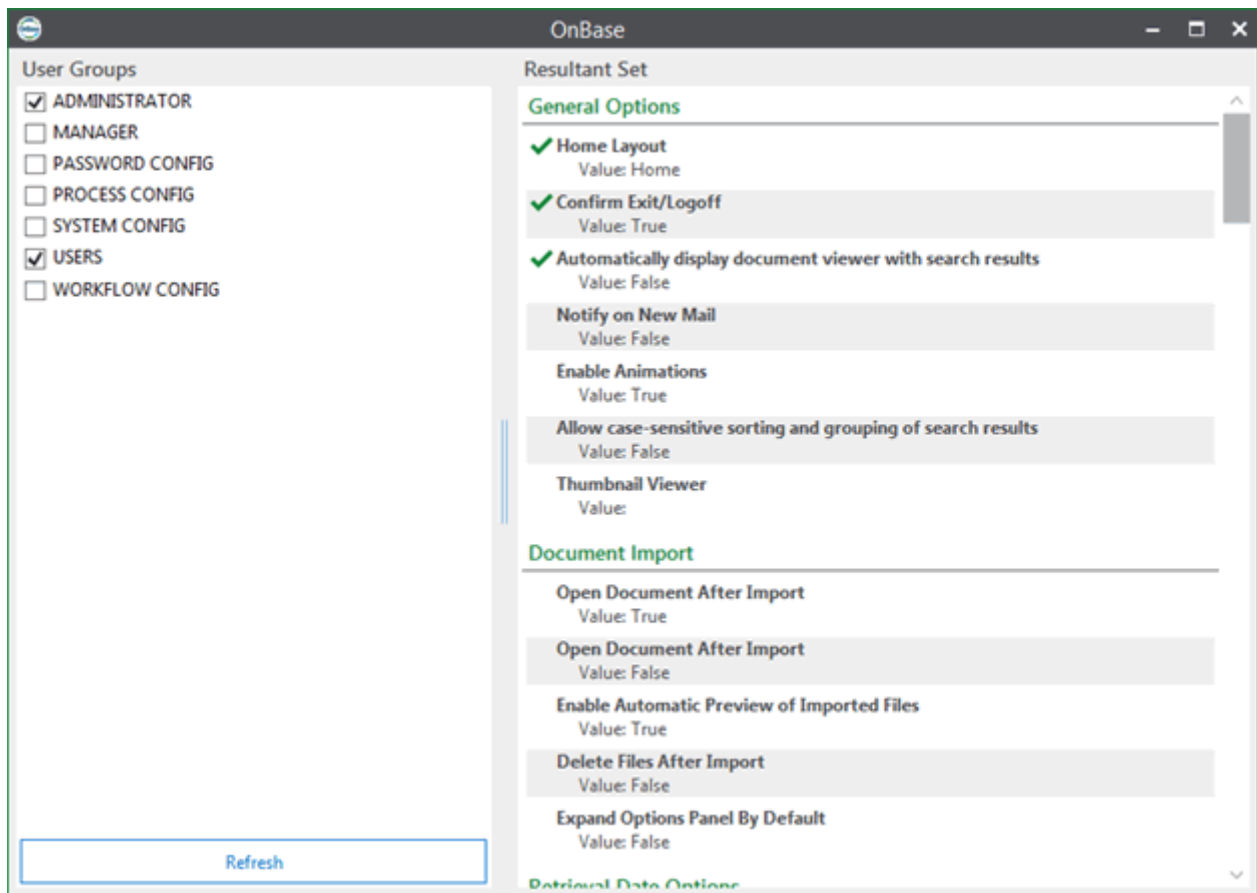 OnBase
User Groups
ADMINISTRATOR
MANAGER
PASSWORD CONFIG
PROCESS CONFIG
SYSTEM CONFIG
USERS
WORKFLOW CONFIG
Refresh
Resultant Set
General Options
Home Layout
Value: Home
Confirm Exit/Logoff
Value: True
Automatically display document viewer with search results
Value: False
Notify on New Mail
Value: False
Enable Animations
Value: True
Allow case-sensitive sorting and grouping of search results
Value: False
Thumbnail Viewer
Value:
Document Import
Open Document After Import
Value: True
Open Document After Import
Value: False
Enable Automatic Preview of Imported Files
Value: True
Delete Files After Import
Value: False
Expand Options Panel By Default
Value: False
Retrieval Date Options